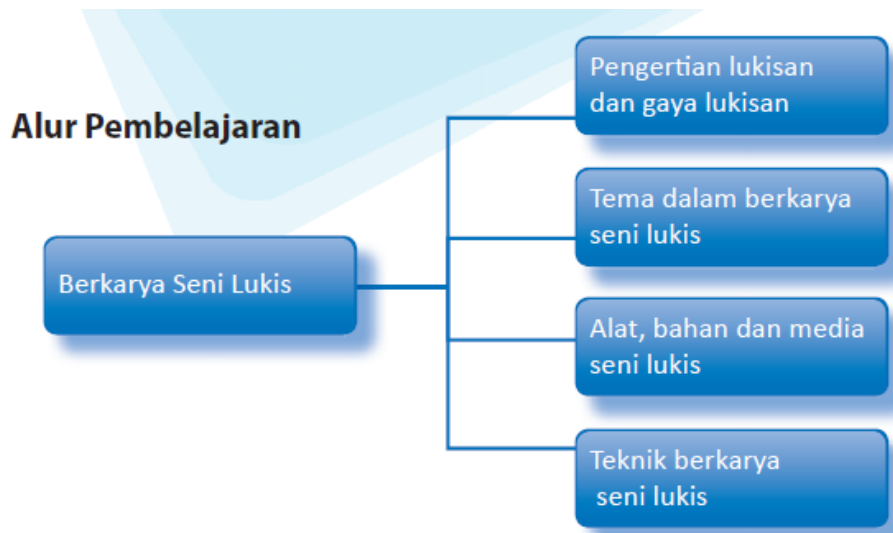 Alur Pembelajaran
Berkarya Seni Lukis
Pengertian lukisan
dan gaya lukisan
Tema dalam berkarya
seni lukis
Alat, bahan dan media
seni lukis
Teknik berkarya
seni lukis